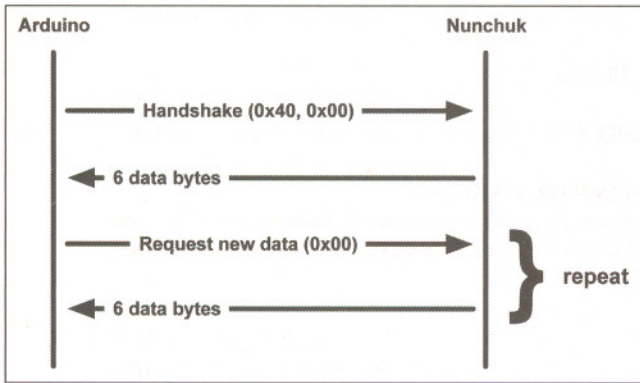 Arduino
Nunchuk
Handshake (0x40, 0x00)
6 data bytes
Request new data (0x00)
6 data bytes
repeat